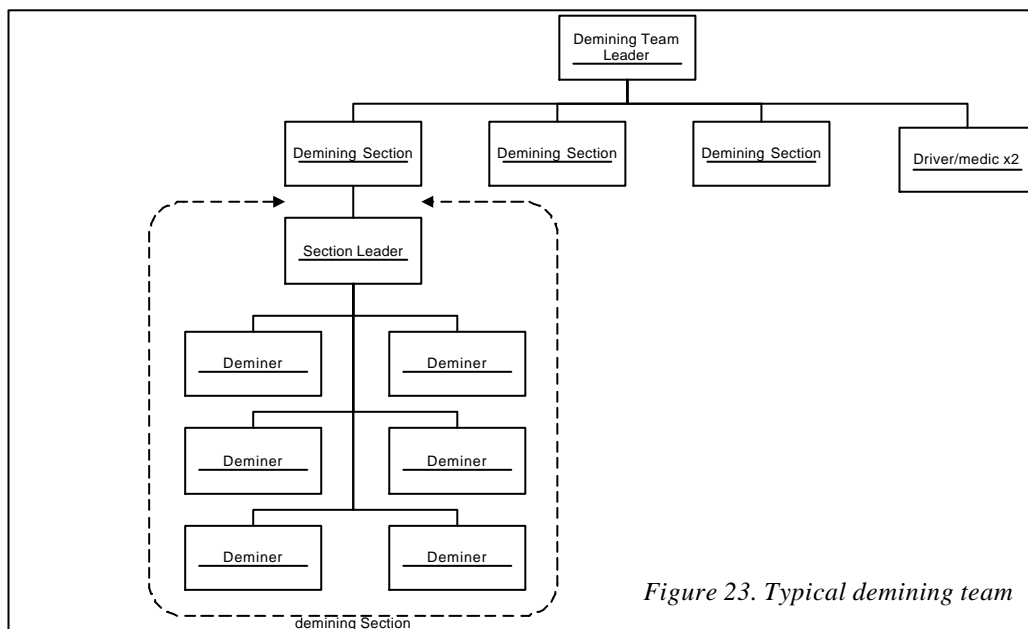 Demining Team
Leader
Demining Section
Demining Section
Demining Section
Driver/medic x2
Section Leader
Deminer
Deminer
Deminer
Deminer
Deminer
Deminer
demining Section
Figure 23. Typical demining team